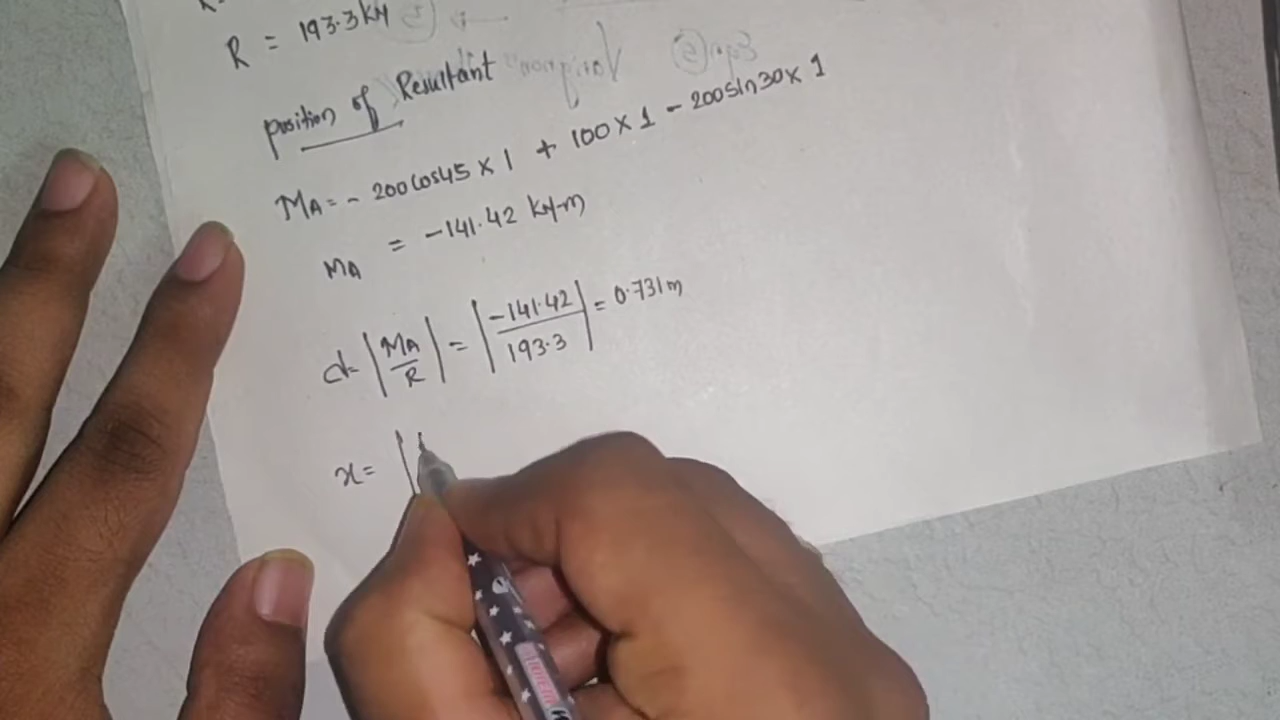 R = 193.3 kN
position of Resultant
MA = - 200 cos45 × 1 + 100 × 1 - 200 sin30 × 1
MA = -141.42 kN-m
d = |MA/R| = |-141.42/193.3| = 0.731 m
x =